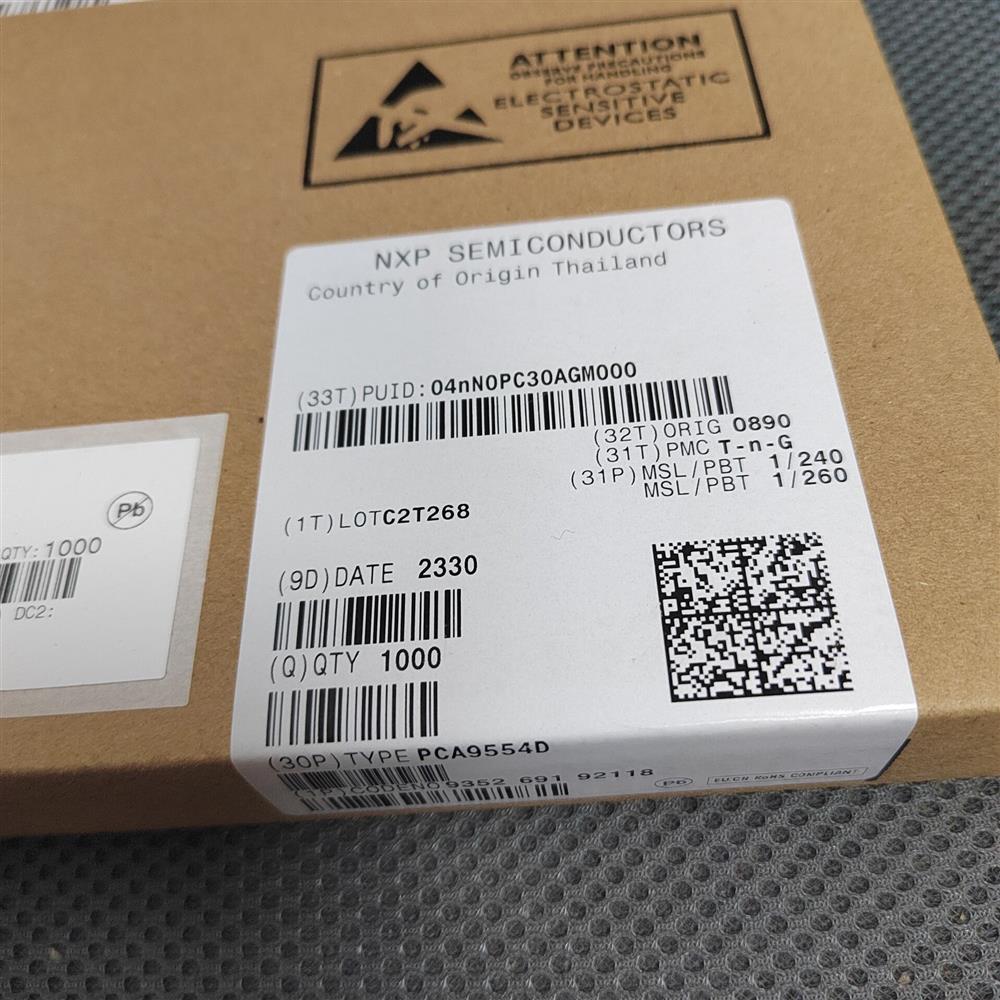 ATTENTION
OBSERVE PRECAUTIONS
FOR HANDLING
ELECTROSTATIC
SENSITIVE
DEVICES
NXP SEMICONDUCTORS
Country of Origin Thailand
(33T)PUID:04nN0PC30AGM000
(32T)ORIG 0890
(31T)PMC T-n-G
(31P)MSL/PBT 1/240
MSL/PBT 1/260
(1T)LOTC2T268
(9D)DATE 2330
(Q)QTY 1000
(30P)TYPE PCA9554D
(1P)CODENO9352 691 92118
Pb
EU/CN RoHS COMPLIANT
Pb
QTY:1000
DC2: